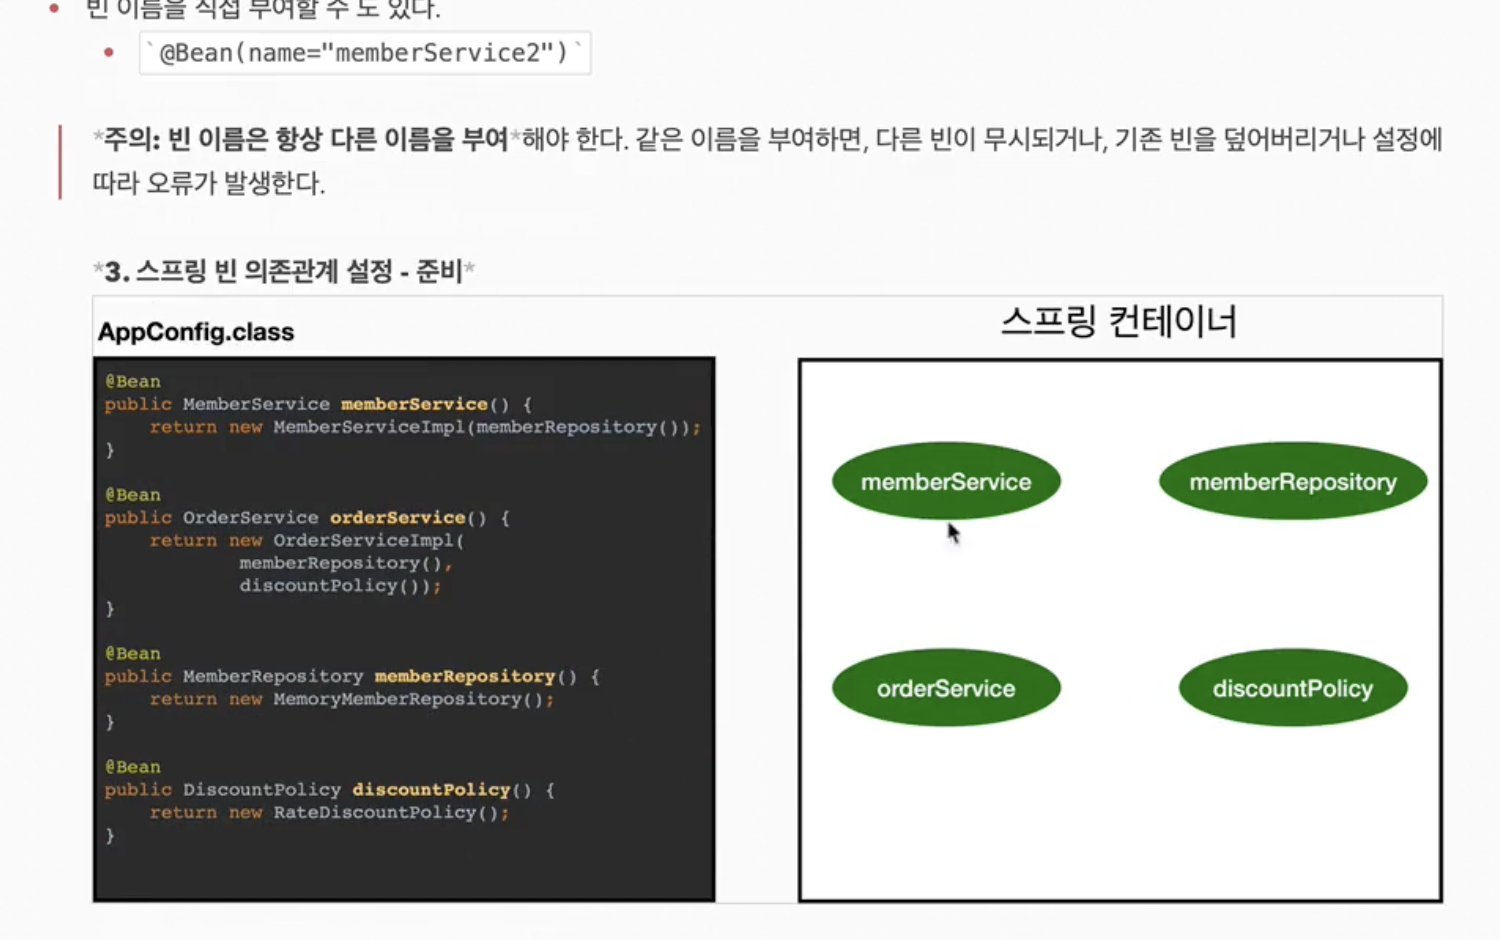 빈 이름을 직접 부여할 수 도 있다.
`@Bean(name="memberService2")`
*주의: 빈 이름은 항상 다른 이름을 부여*해야 한다. 같은 이름을 부여하면, 다른 빈이 무시되거나, 기존 빈을 덮어버리거나 설정에
따라 오류가 발생한다.
*3. 스프링 빈 의존관계 설정 - 준비*
AppConfig.class
@Bean
public MemberService memberService() {
return new MemberServiceImpl(memberRepository());
}
@Bean
public OrderService orderService() {
return new OrderServiceImpl(
memberRepository(),
discountPolicy());
}
@Bean
public MemberRepository memberRepository() {
return new MemoryMemberRepository();
}
@Bean
public DiscountPolicy discountPolicy() {
return new RateDiscountPolicy();
}
스프링 컨테이너
memberService
memberRepository
orderService
discountPolicy